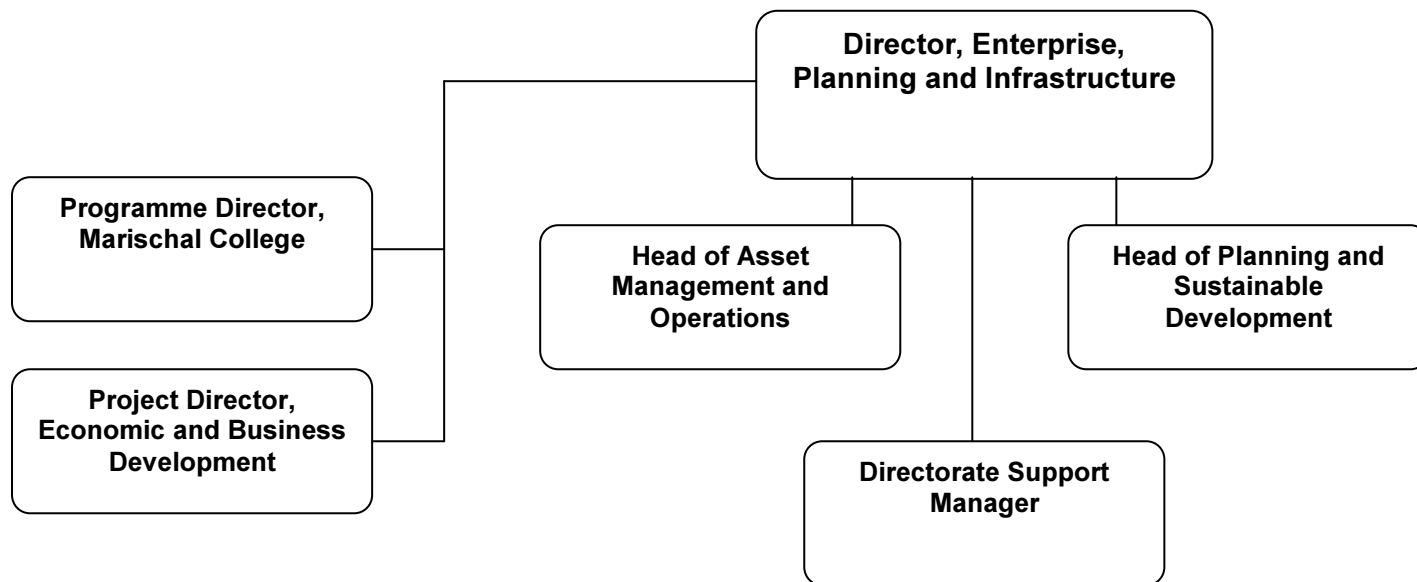 Director, Enterprise,
Planning and Infrastructure
Programme Director,
Marischal College
Head of Asset
Management and
Operations
Head of Planning and
Sustainable
Development
Project Director,
Economic and Business
Development
Directorate Support
Manager